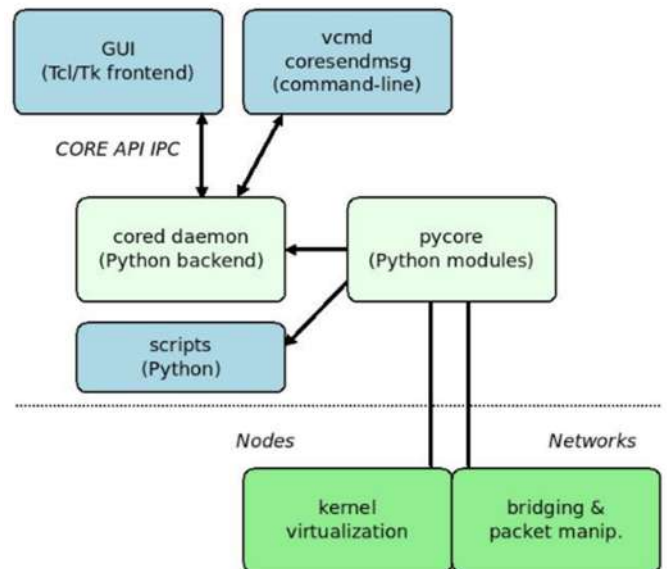 GUI
(Tcl/Tk frontend)
vcmd
coresendmsg
(command-line)
CORE API IPC
cored daemon
(Python backend)
pycore
(Python modules)
scripts
(Python)
Nodes
Networks
kernel
virtualization
bridging &
packet manip.